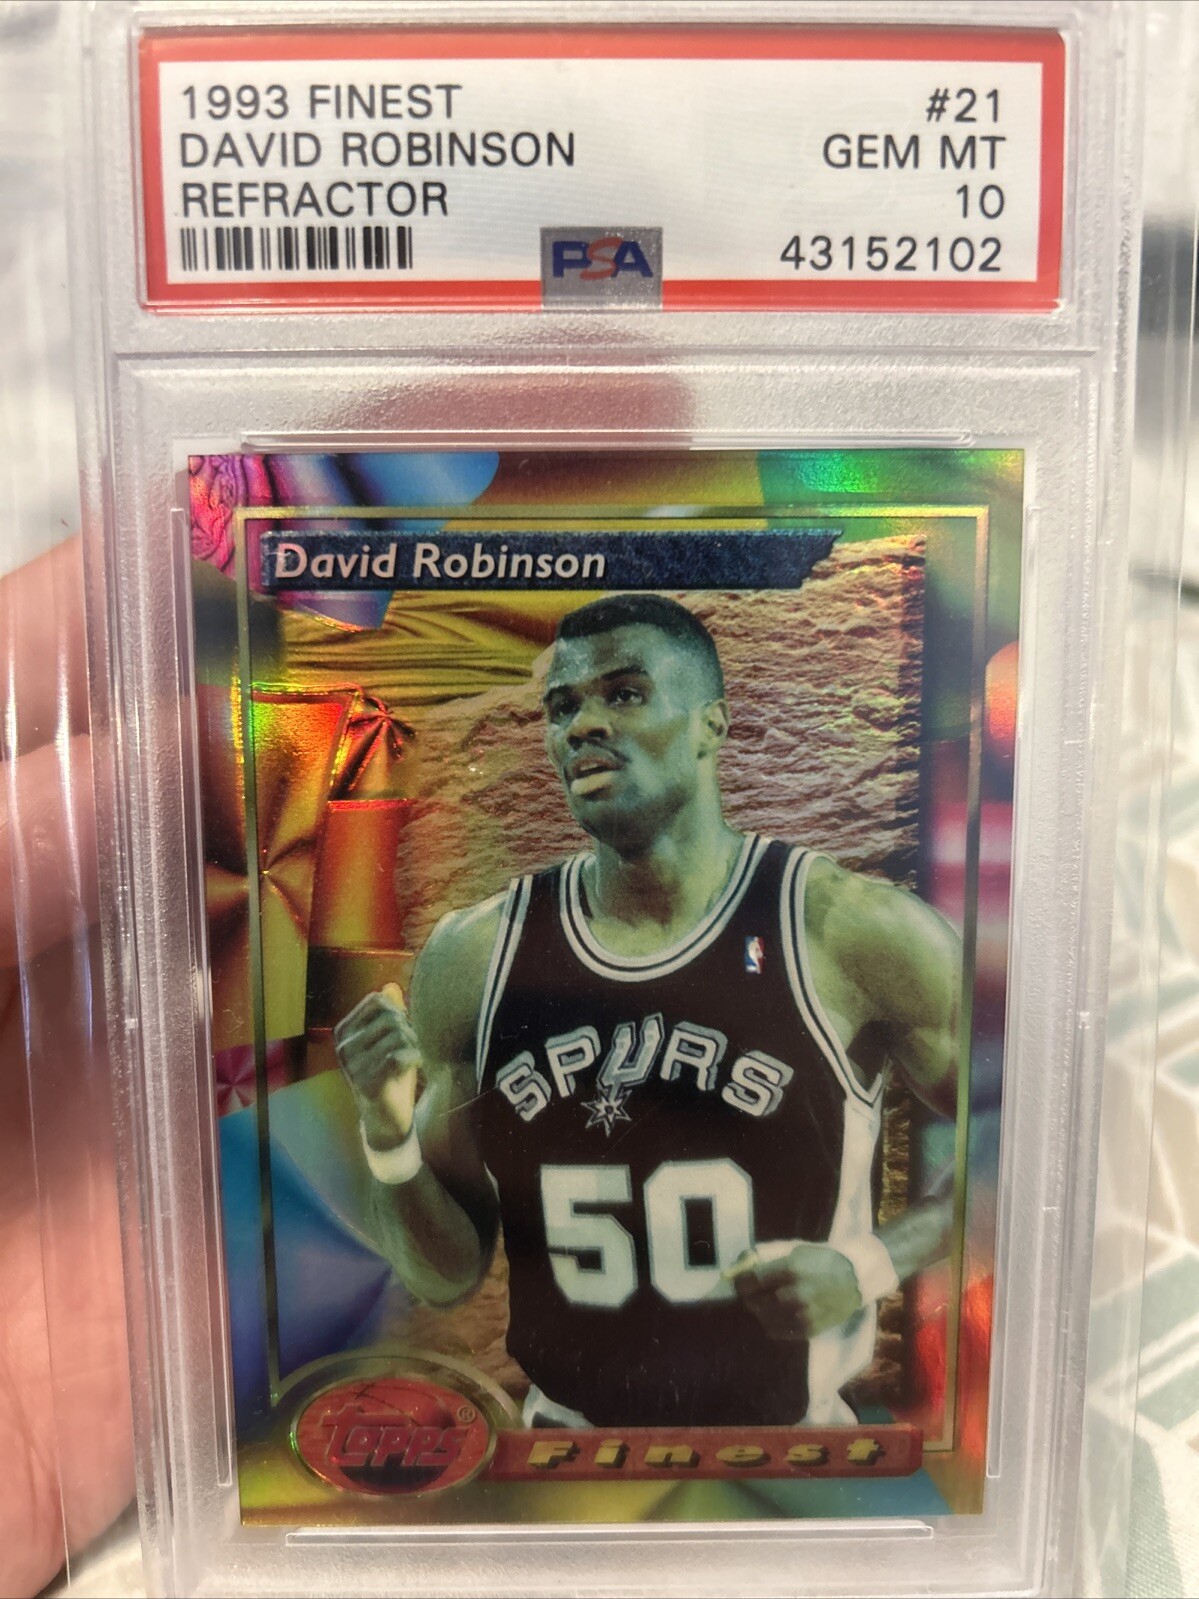 1993 FINEST #21
DAVID ROBINSON GEM MT
REFRACTOR 10
PSA 43152102
David Robinson
SPURS
50
Topps®
Finest